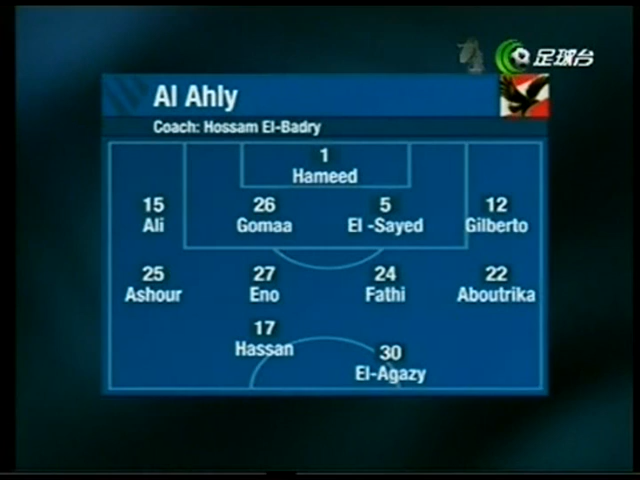 足球台
Al Ahly
Coach: Hossam El-Badry
1
Hameed
15 26 5 12
Ali Gomaa El -Sayed Gilberto
25 27 24 22
Ashour Eno Fathi Aboutrika
17
Hassan
30
El-Agazy